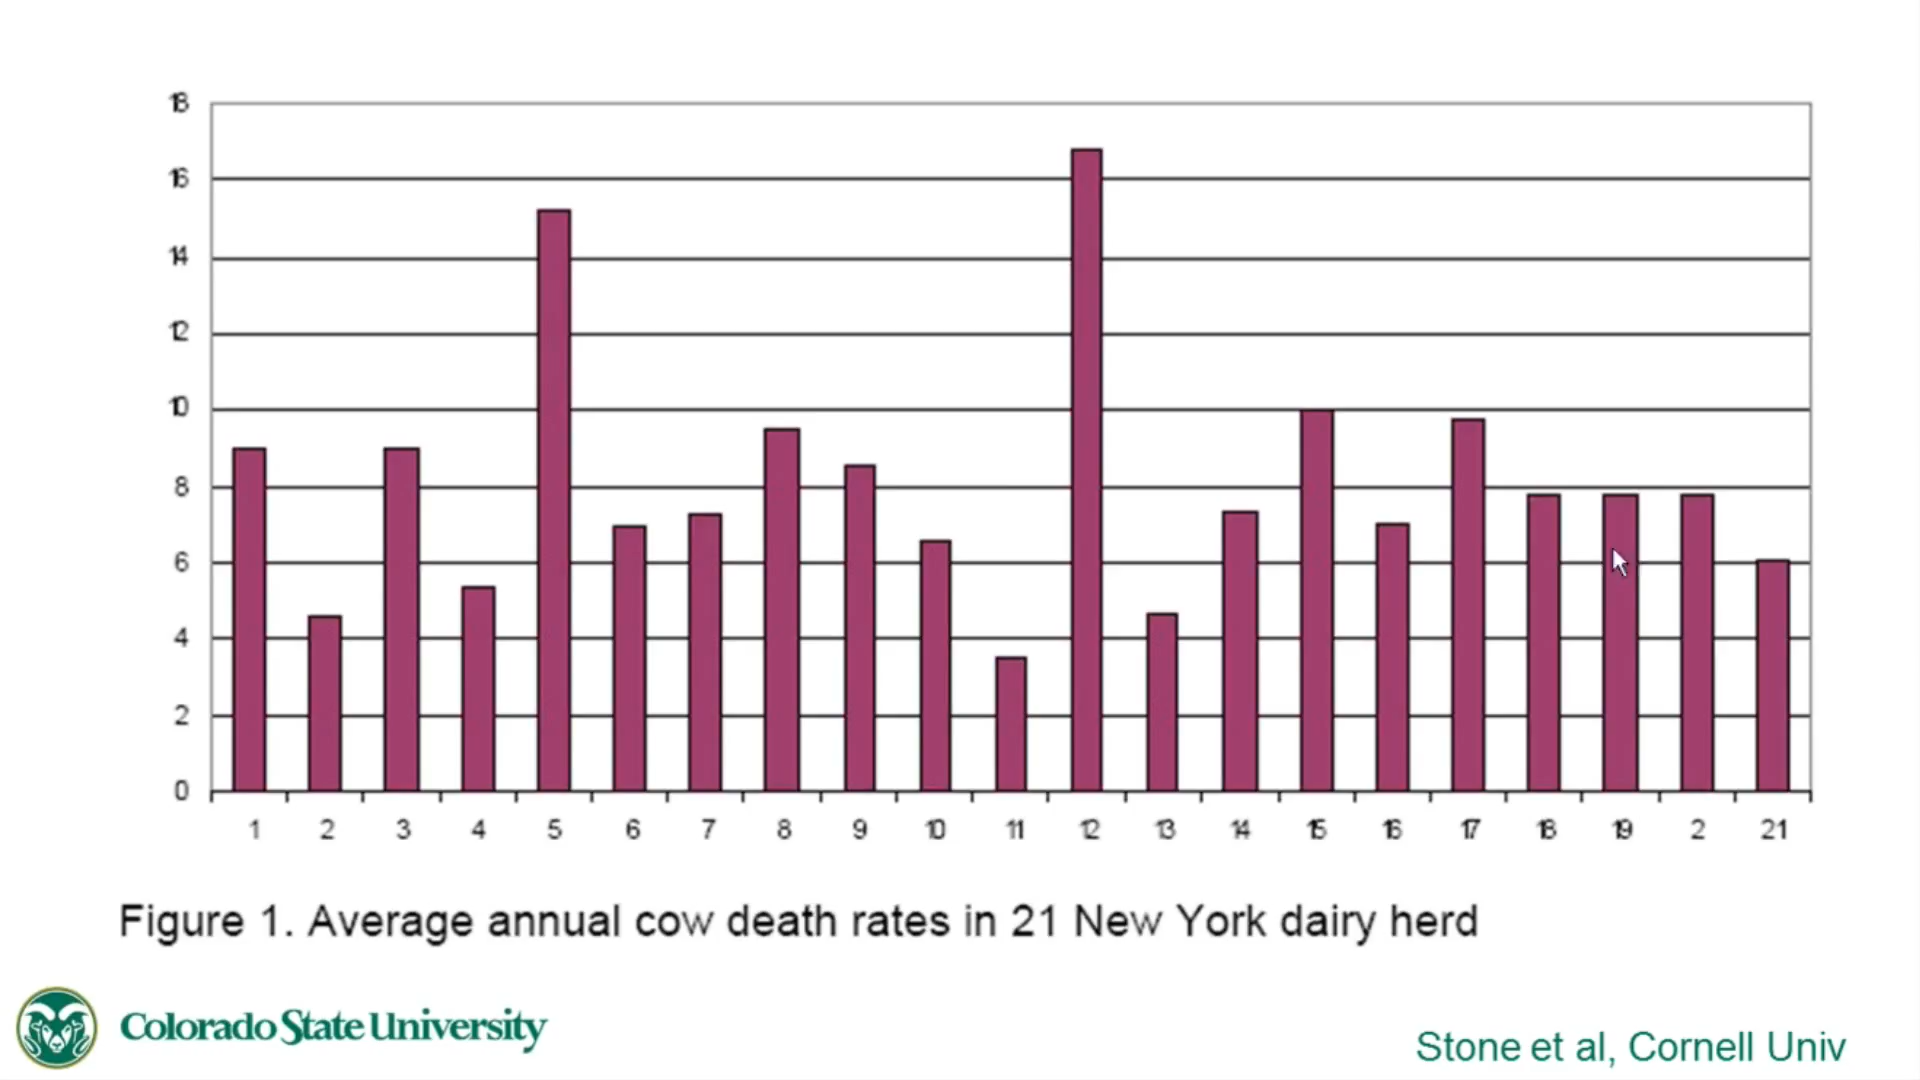 18
16
14
12
10
8
6
4
2
0
1 2 3 4 5 6 7 8 9 10 11 12 13 14 15 16 17 18 19 2 21
Figure 1. Average annual cow death rates in 21 New York dairy herd
Colorado State University
Stone et al, Cornell Univ